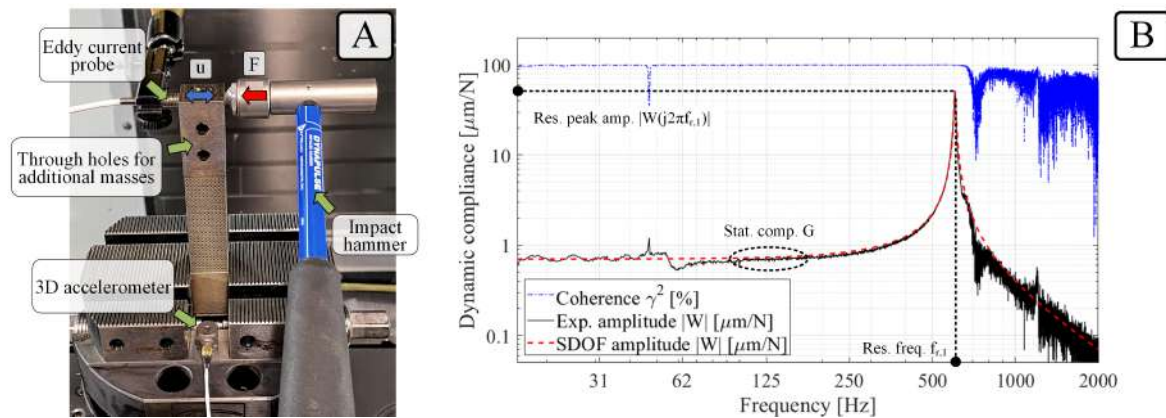 A
Eddy current
probe
u
F
Through holes for
additional masses
DYNAPULSE
Impact
hammer
3D accelerometer
B
Dynamic compliance [μm/N]
100
10
1
0.1
Res. peak amp. |W(j2πf_{r,1})|
Stat. comp. G
Coherence γ² [%]
Exp. amplitude |W| [μm/N]
SDOF amplitude |W| [μm/N]
Res. freq. f_{r,1}
31 62 125 250 500 1000 2000
Frequency [Hz]